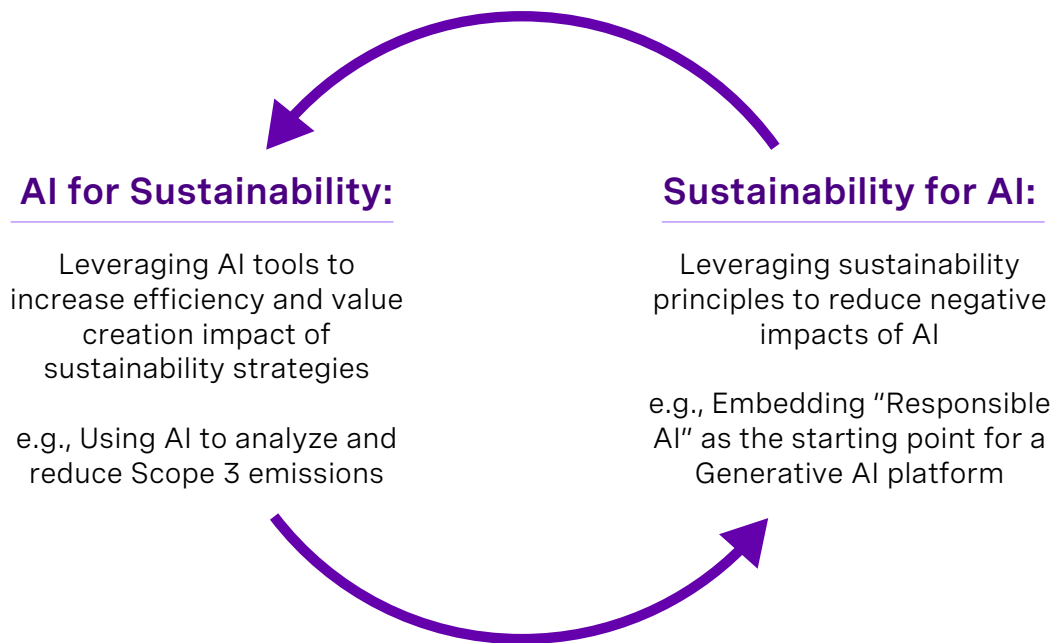 AI for Sustainability:
Leveraging AI tools to
increase efficiency and value
creation impact of
sustainability strategies
e.g., Using AI to analyze and
reduce Scope 3 emissions
Sustainability for AI:
Leveraging sustainability
principles to reduce negative
impacts of AI
e.g., Embedding “Responsible
AI” as the starting point for a
Generative AI platform